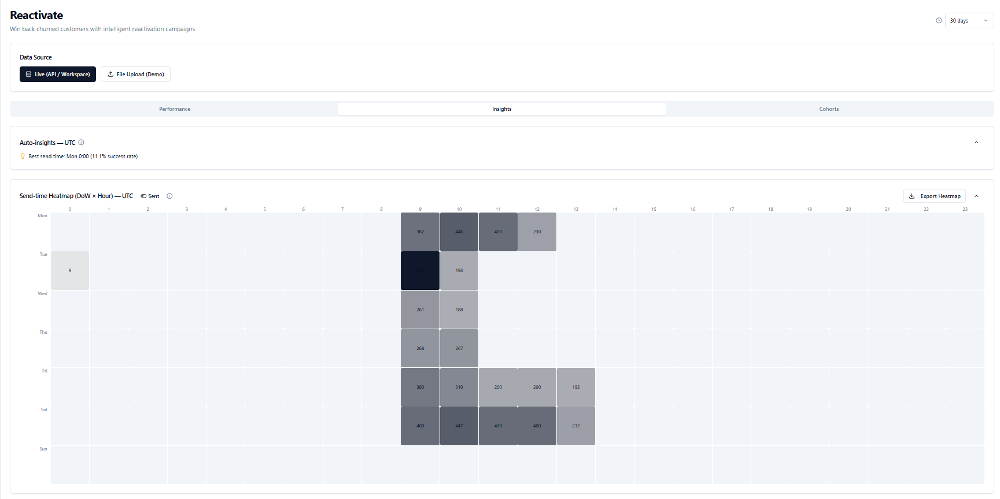 Reactivate
Win back churned customers with intelligent reactivation campaigns
30 days
Data Source
Live (API / Workspace)
File Upload (Demo)
Performance
Insights
Cohorts
Auto-insights — UTC
Best send time: Mon 0:00 (11.1% success rate)
Send-time Heatmap (DoW × Hour) — UTC
Sent
Export Heatmap
0 1 2 3 4 5 6 7 8 9 10 11 12 13 14 15 16 17 18 19 20 21 22 23
Mon
382 446 400 230
Tue
9 194
Wed
261 188
Thu
268 267
Fri
360 310 200 200 193
Sat
400 447 400 400 232
Sun